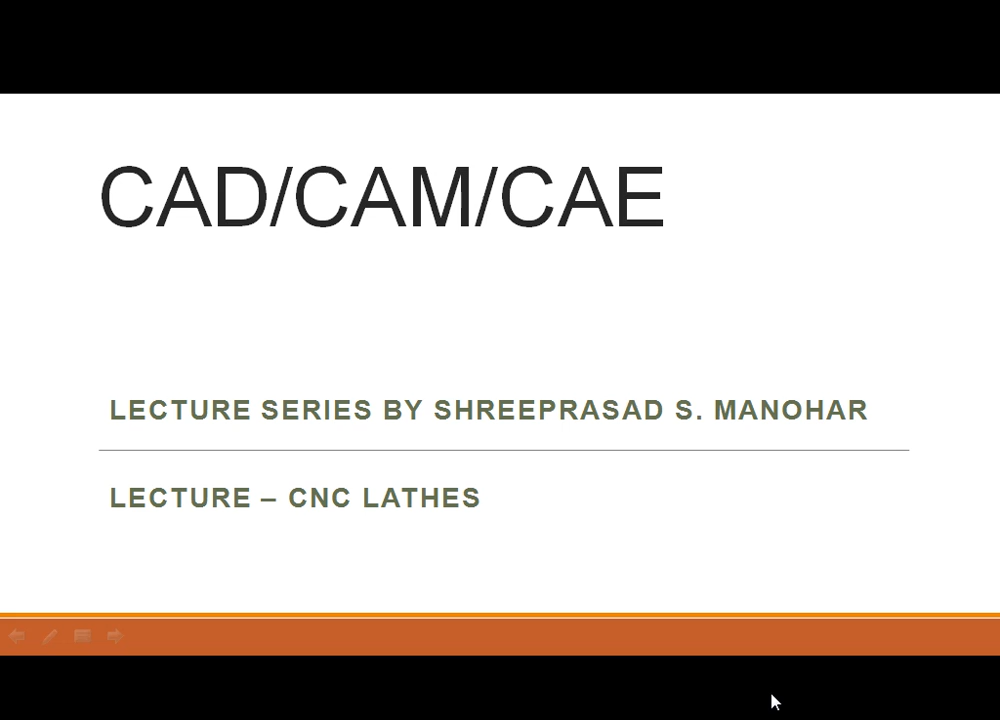 CAD/CAM/CAE
LECTURE SERIES BY SHREEPRASAD S. MANOHAR
LECTURE – CNC LATHES